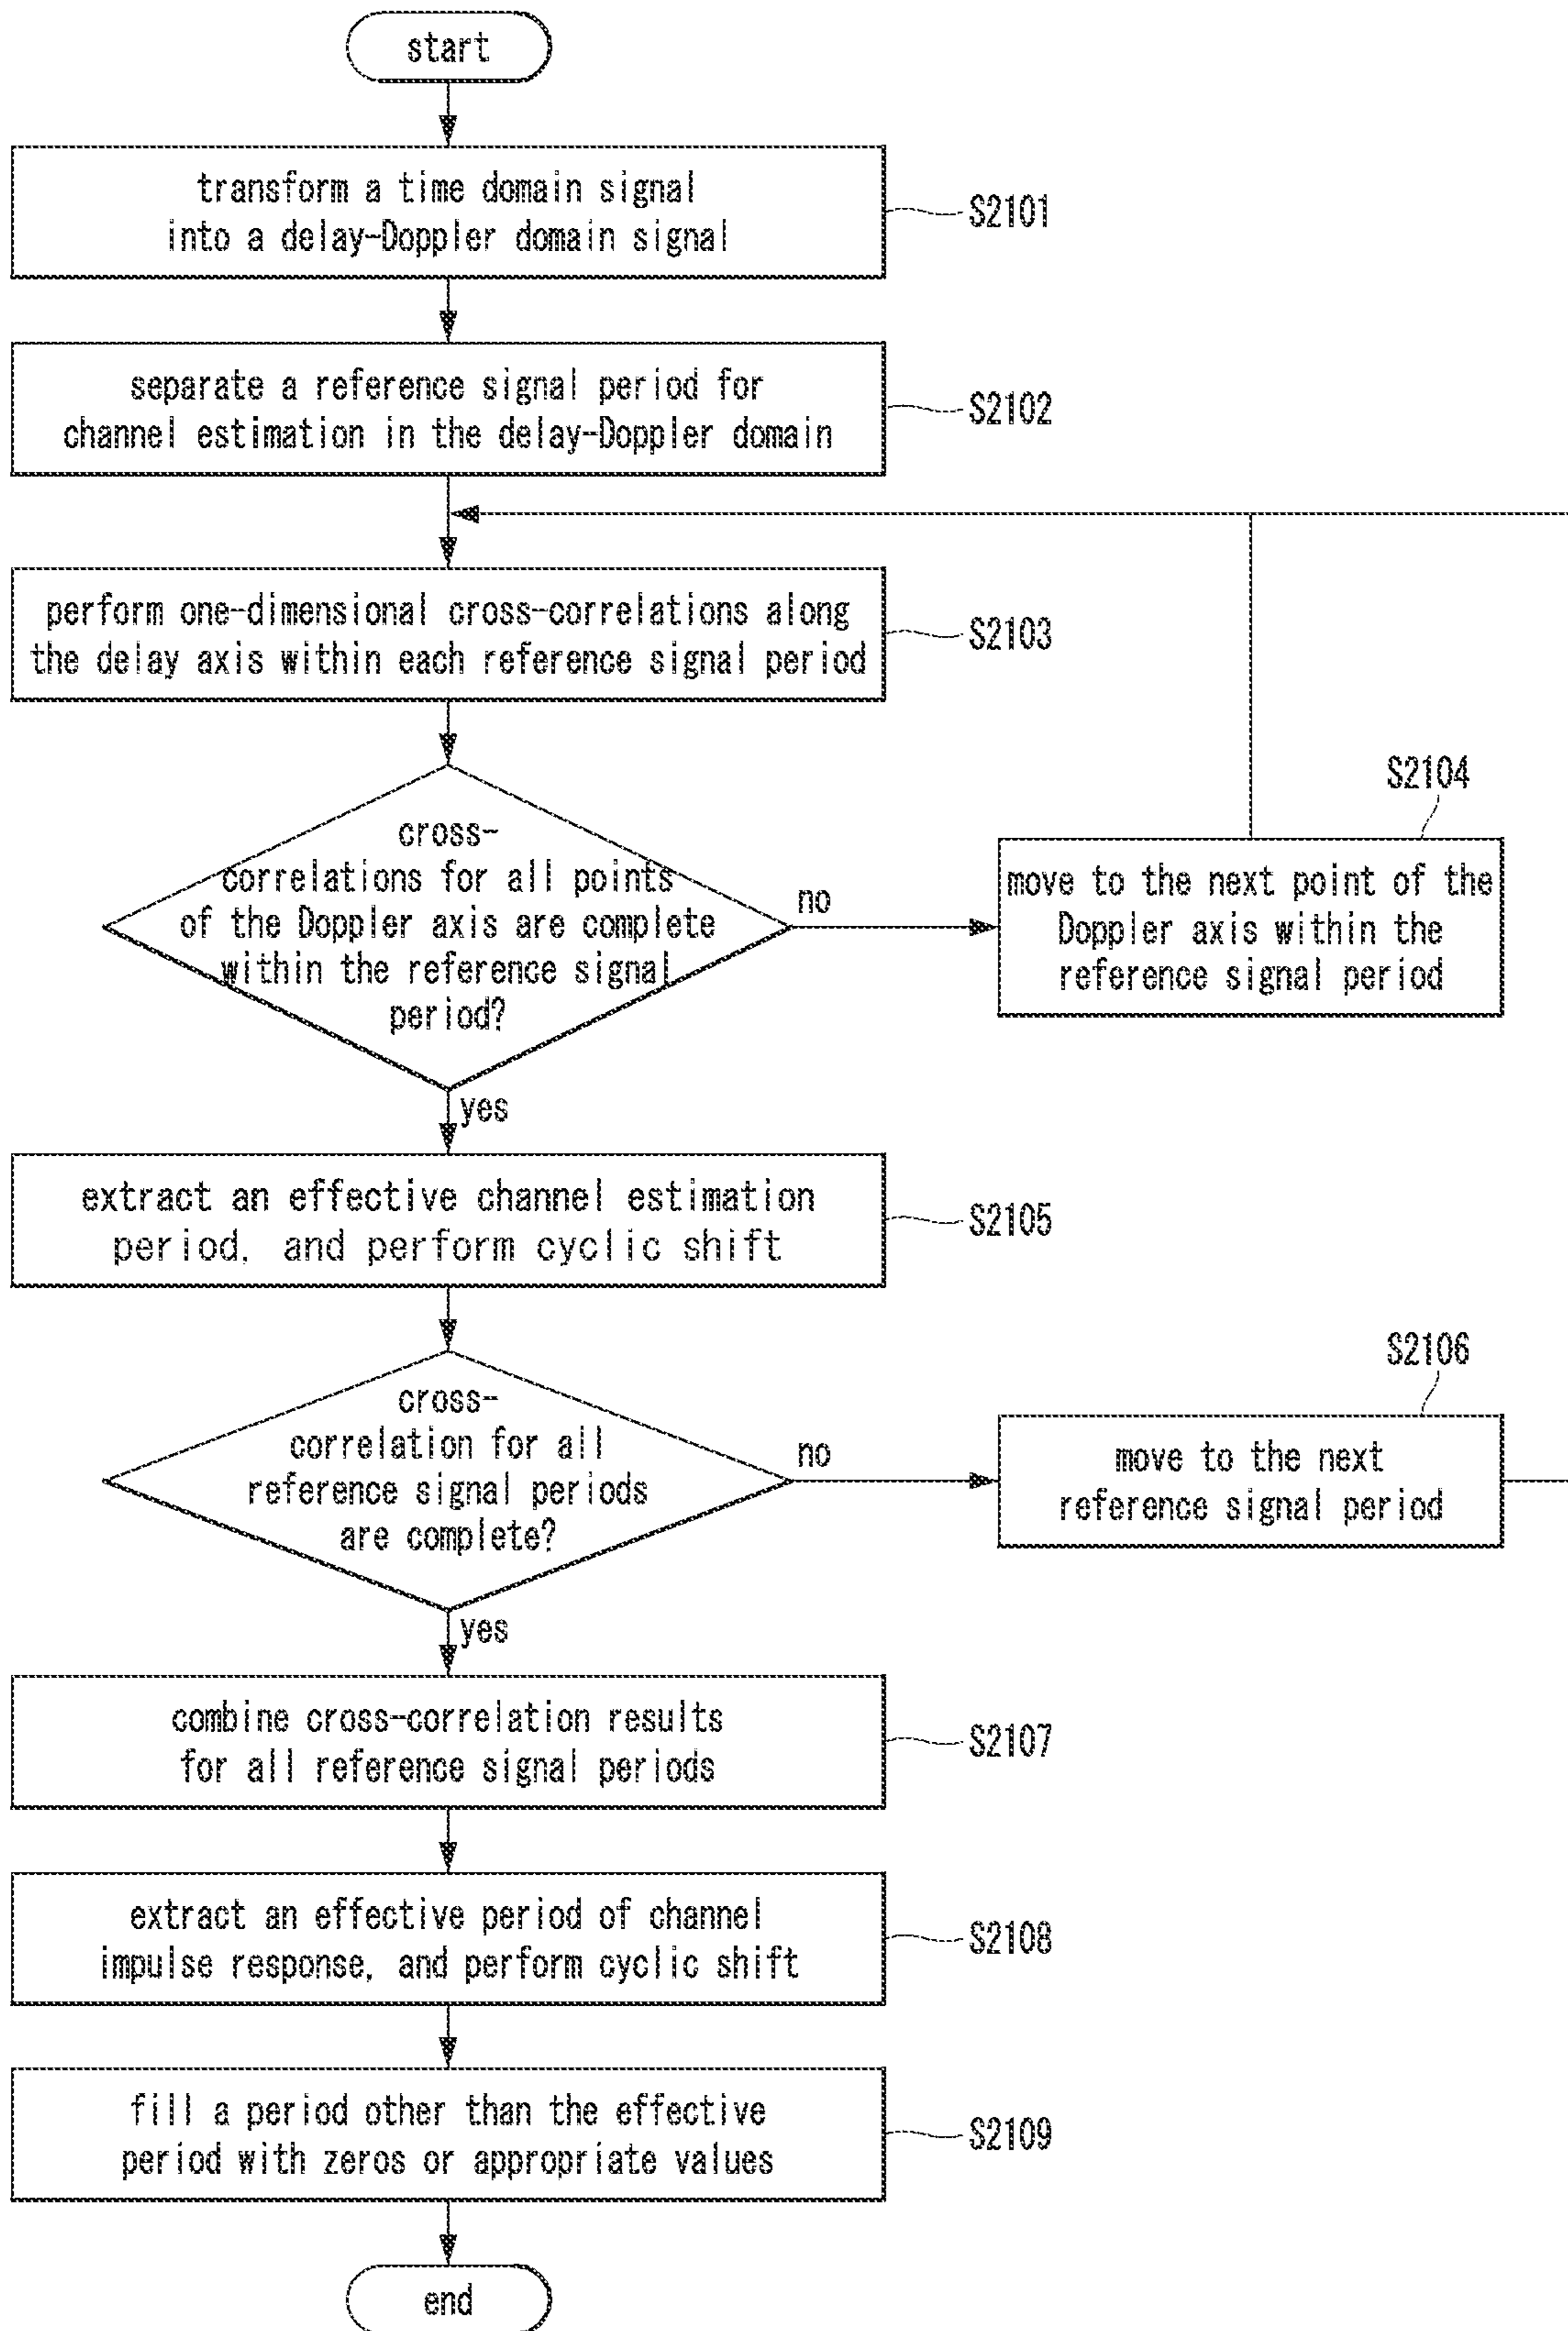 start
transform a time domain signal
into a delay-Doppler domain signal
S2101
separate a reference signal period for
channel estimation in the delay-Doppler domain
S2102
perform one-dimensional cross-correlations along
the delay axis within each reference signal period
S2103
cross-
correlations for all points
of the Doppler axis are complete
within the reference signal
period?
no
S2104
move to the next point of the
Doppler axis within the
reference signal period
yes
extract an effective channel estimation
period, and perform cyclic shift
S2105
cross-
correlation for all
reference signal periods
are complete?
no
S2106
move to the next
reference signal period
yes
combine cross-correlation results
for all reference signal periods
S2107
extract an effective period of channel
impulse response, and perform cyclic shift
S2108
fill a period other than the effective
period with zeros or appropriate values
S2109
end